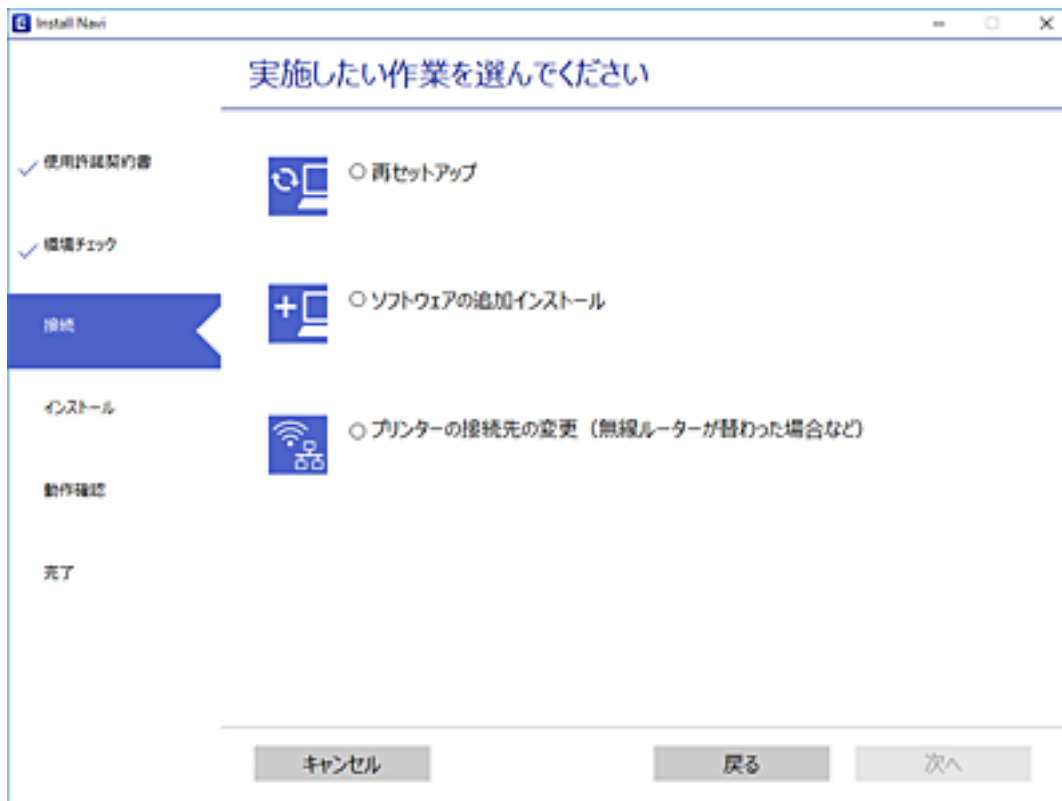 Install Navi
実施したい作業を選んでください
使用許諾契約書
環境チェック
接続
インストール
動作確認
完了
再セットアップ
ソフトウェアの追加インストール
プリンターの接続先の変更（無線ルーターが替わった場合など）
キャンセル
戻る
次へ